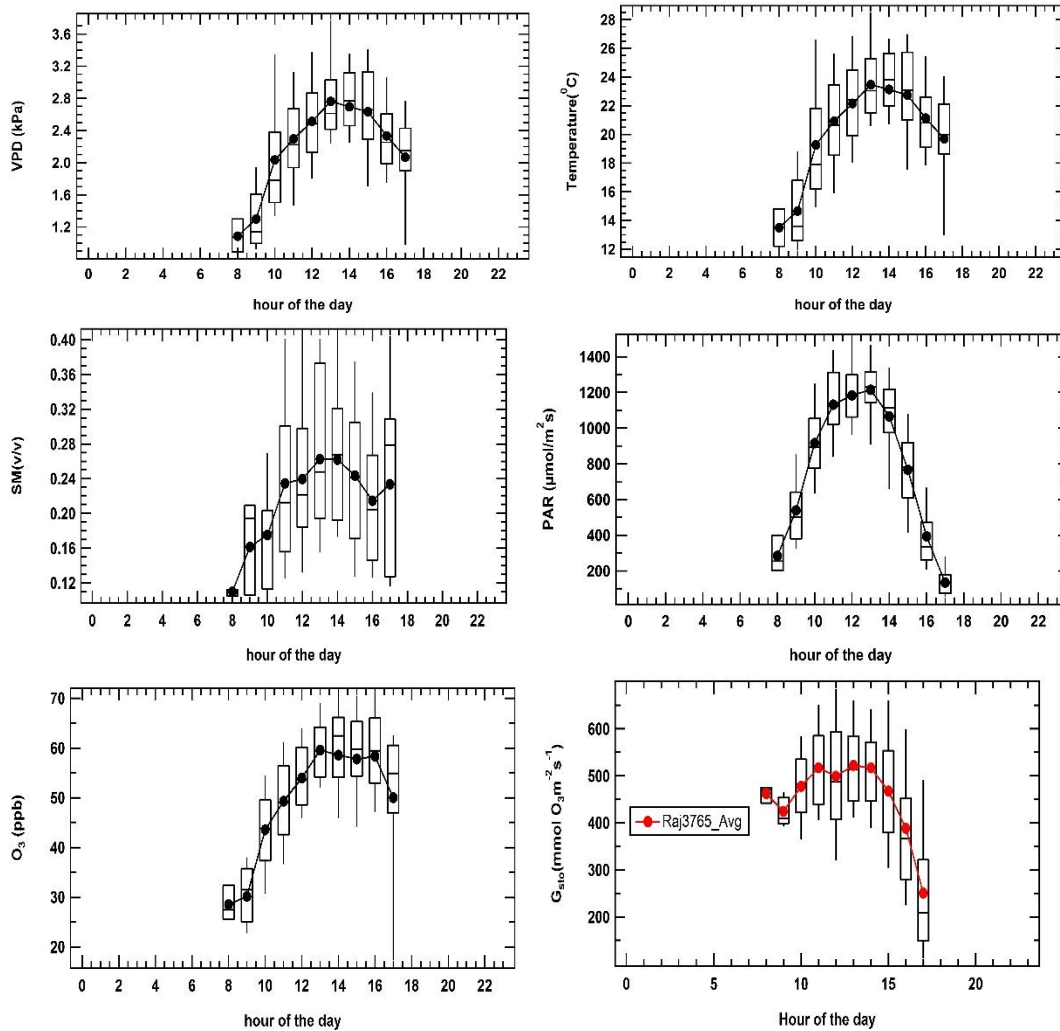 3.6
3.2
2.8
2.4
2.0
1.6
1.2
VPD (kPa)
0 2 4 6 8 10 12 14 16 18 20 22
hour of the day
28
26
24
22
20
18
16
14
12
Temperature(⁰C)
0 2 4 6 8 10 12 14 16 18 20 22
hour of the day
0.40
0.36
0.32
0.28
0.24
0.20
0.16
0.12
SM(v/v)
0 2 4 6 8 10 12 14 16 18 20 22
hour of the day
1400
1200
1000
800
600
400
200
PAR (µmol/m²s)
0 2 4 6 8 10 12 14 16 18 20 22
hour of the day
70
60
50
40
30
20
O₃ (ppb)
0 2 4 6 8 10 12 14 16 18 20 22
hour of the day
600
500
400
300
200
Gsto(mmol O₃m⁻²s⁻¹)
Raj3765_Avg
0 5 10 15 20
Hour of the day